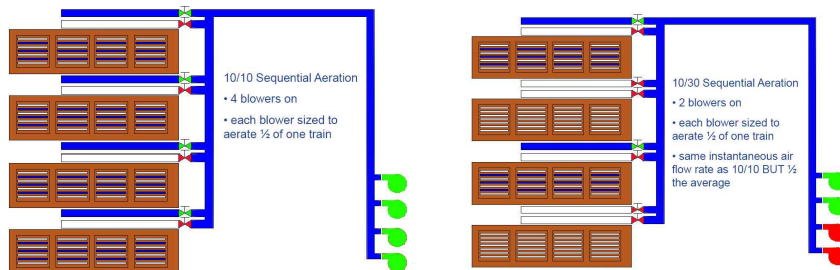 10/10 Sequential Aeration
• 4 blowers on
• each blower sized to
aerate ½ of one train
10/30 Sequential Aeration
• 2 blowers on
• each blower sized to
aerate ½ of one train
• same instantaneous air
flow rate as 10/10 BUT ½
the average